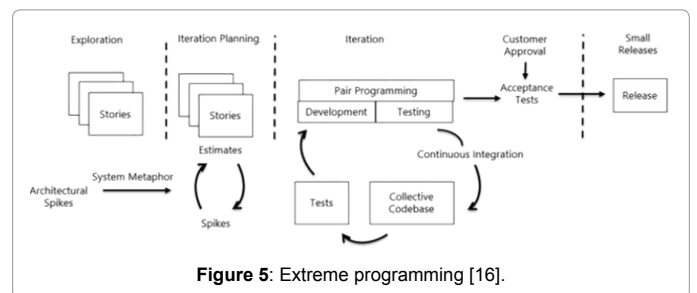 Exploration
Iteration Planning
Iteration
Customer
Approval
Small
Releases
Stories
Stories
Pair Programming
Development
Testing
Acceptance
Tests
Release
Estimates
Continuous Integration
System Metaphor
Architectural
Spikes
Spikes
Tests
Collective
Codebase
Figure 5: Extreme programming [16].